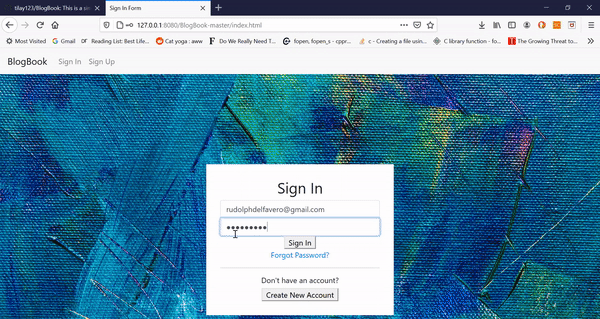 tilay123/BlogBook: This is a
Sign In Form
127.0.0.1:8080/BlogBook-master/index.html
Most Visited Gmail Reading List: Best Life... Cat yoga : aww Do We Really Need T... fopen, fopen_s - cppr... c - Creating a file using... C library function - fo... The Growing Threat to...
BlogBook Sign In Sign Up
Sign In
rudolphdelfavero@gmail.com
●●●●●●●●●
Sign In
Forgot Password?
Don't have an account?
Create New Account